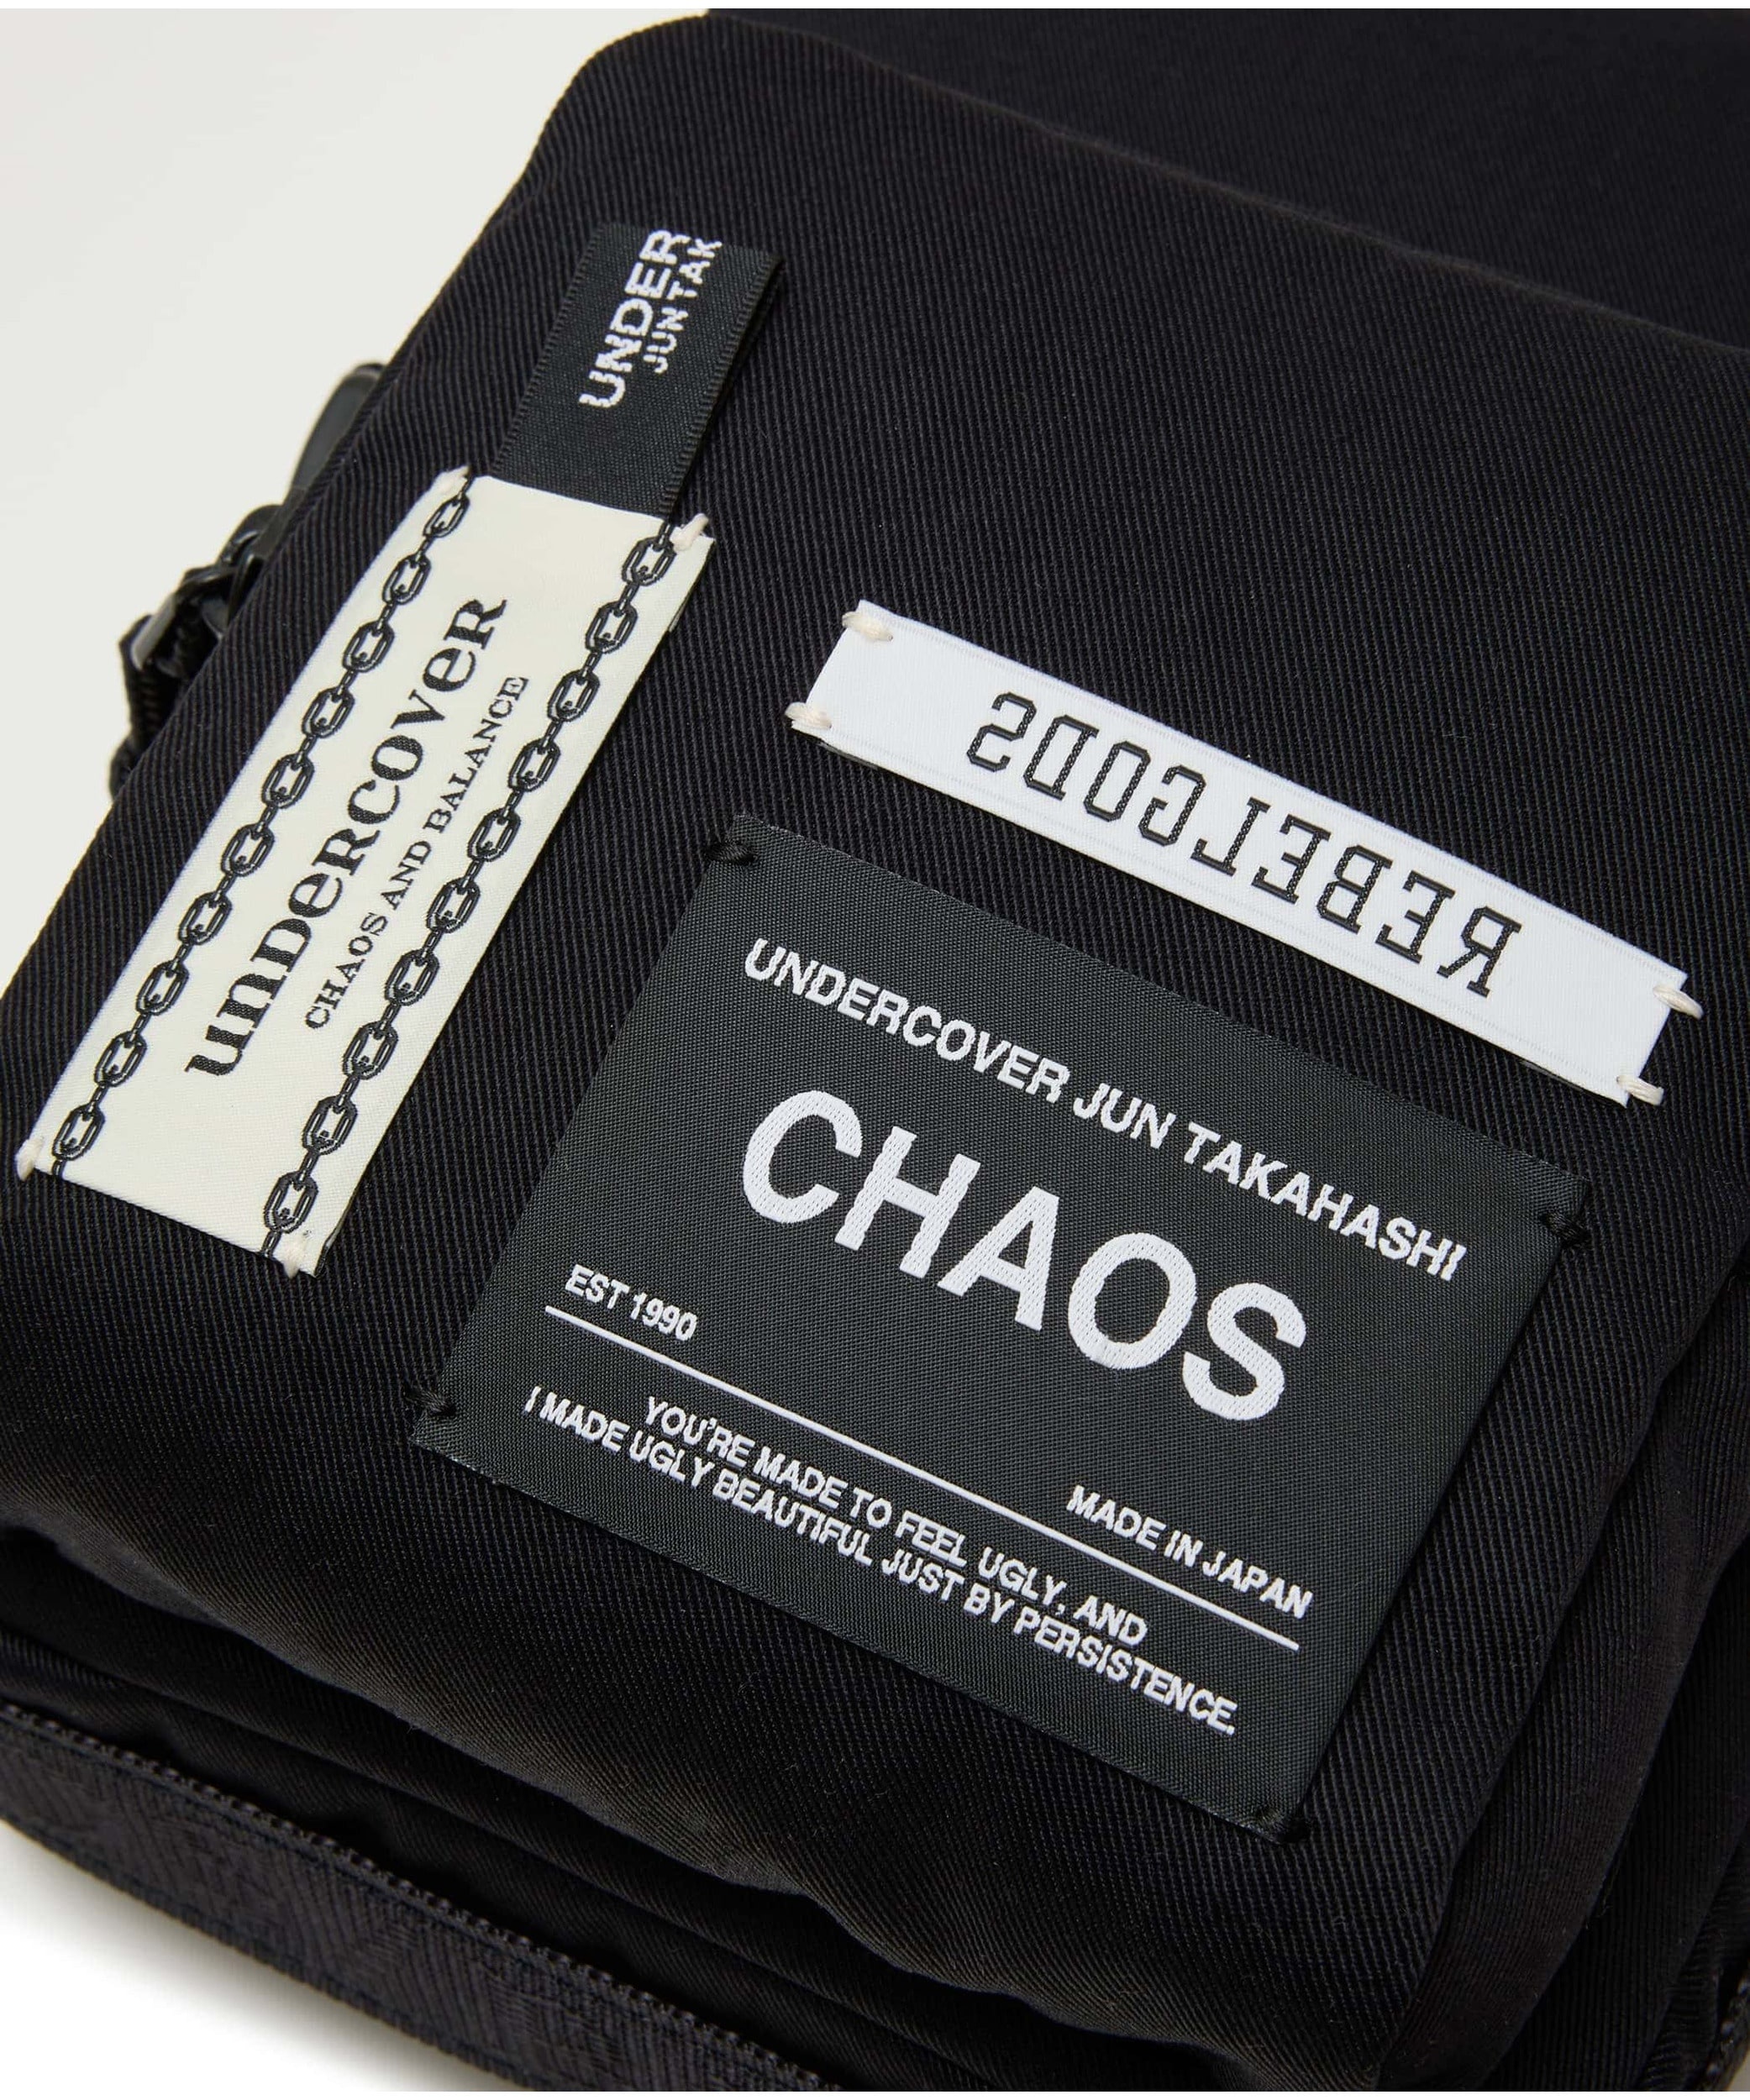 UNDER
JUN TAK
undercover
CHAOS AND BALANCE
REBELGODS
UNDERCOVER JUN TAKAHASHI
CHAOS
EST 1990
MADE IN JAPAN
YOU'RE MADE TO FEEL UGLY, AND
I MADE UGLY BEAUTIFUL JUST BY PERSISTENCE.